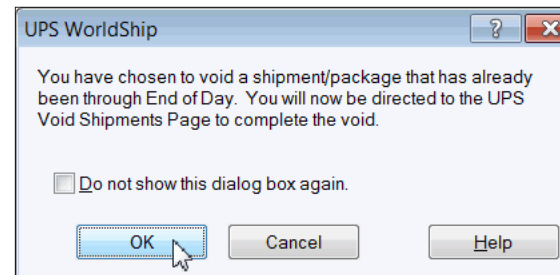 UPS WorldShip
You have chosen to void a shipment/package that has already
been through End of Day.  You will now be directed to the UPS
Void Shipments Page to complete the void.
Do not show this dialog box again.
OK
Cancel
Help